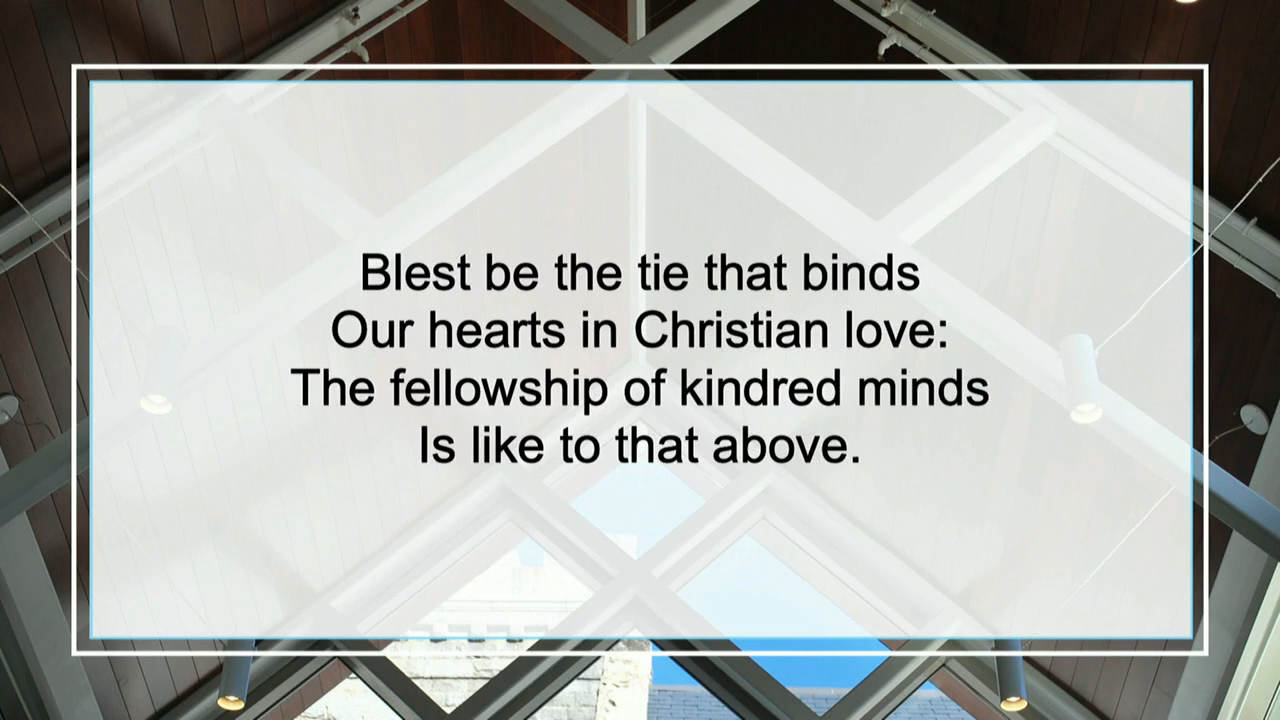 Blest be the tie that binds
Our hearts in Christian love:
The fellowship of kindred minds
Is like to that above.